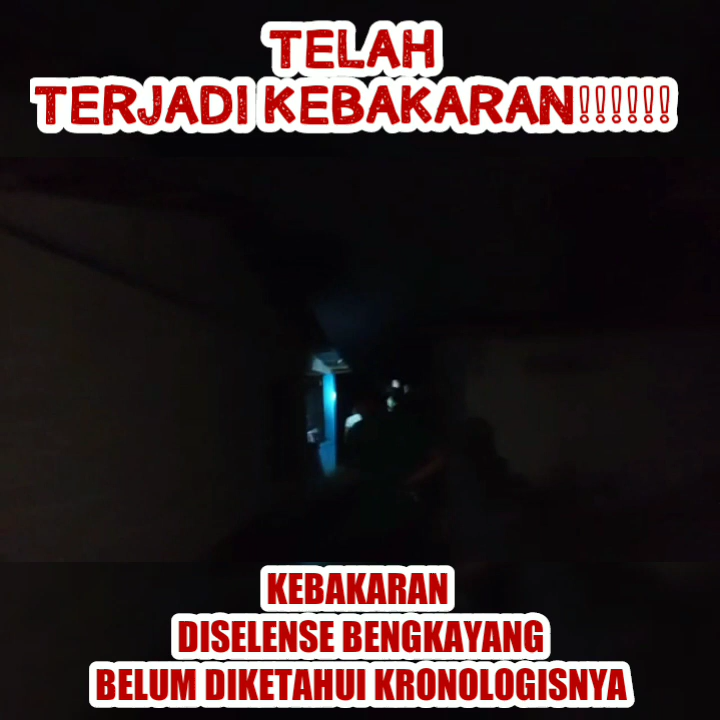 TELAH
TERJADI KEBAKARAN!!!!!!
KEBAKARAN
DISELENSE BENGKAYANG
BELUM DIKETAHUI KRONOLOGISNYA